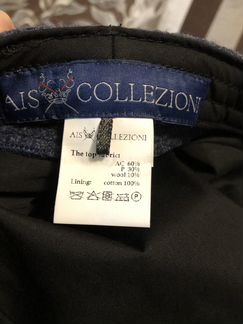 AIS COLLEZIONI
AIS COLLEZIONI
The top fabric:
AC 60%
P 30%
wool 10%
Lining: cotton 100%
P